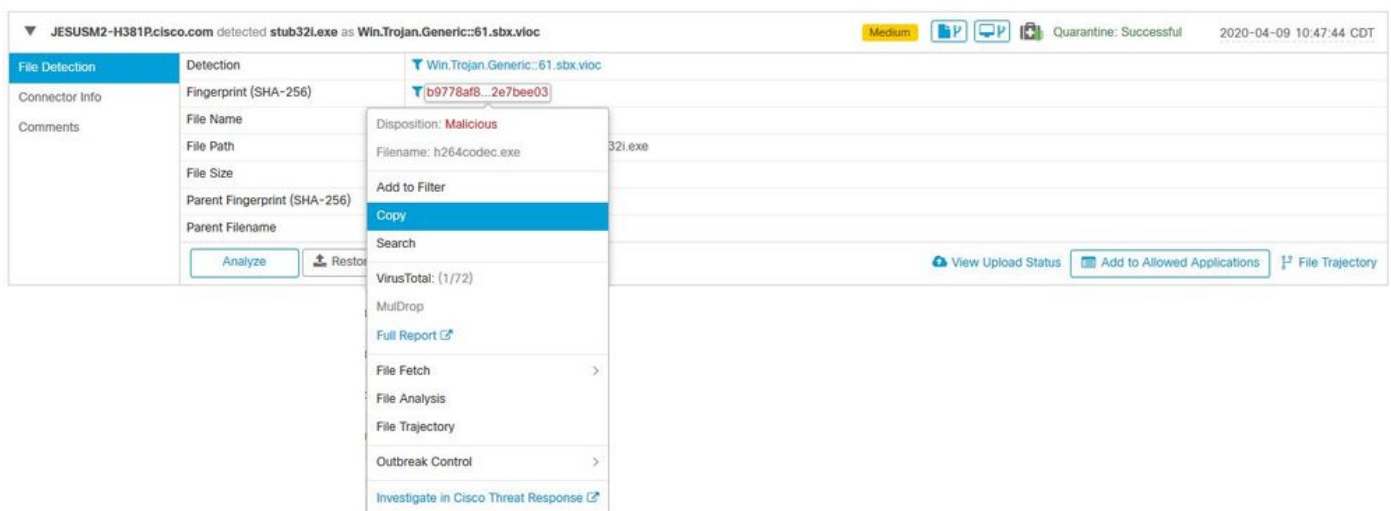 JESUSM2-H381P.cisco.com detected stub32i.exe as Win.Trojan.Generic::61.sbx.vioc Medium Quarantine: Successful 2020-04-09 10:47:44 CDT
File Detection
Connector Info
Comments
Detection Win.Trojan.Generic::61.sbx.vioc
Fingerprint (SHA-256) b9778af8...2e7bee03
File Name
File Path 32i.exe
File Size
Parent Fingerprint (SHA-256)
Parent Filename
Disposition: Malicious
Filename: h264codec.exe
Add to Filter
Copy
Search
VirusTotal: (1/72)
MulDrop
Full Report
File Fetch
File Analysis
File Trajectory
Outbreak Control
Investigate in Cisco Threat Response
Analyze Restor View Upload Status Add to Allowed Applications File Trajectory